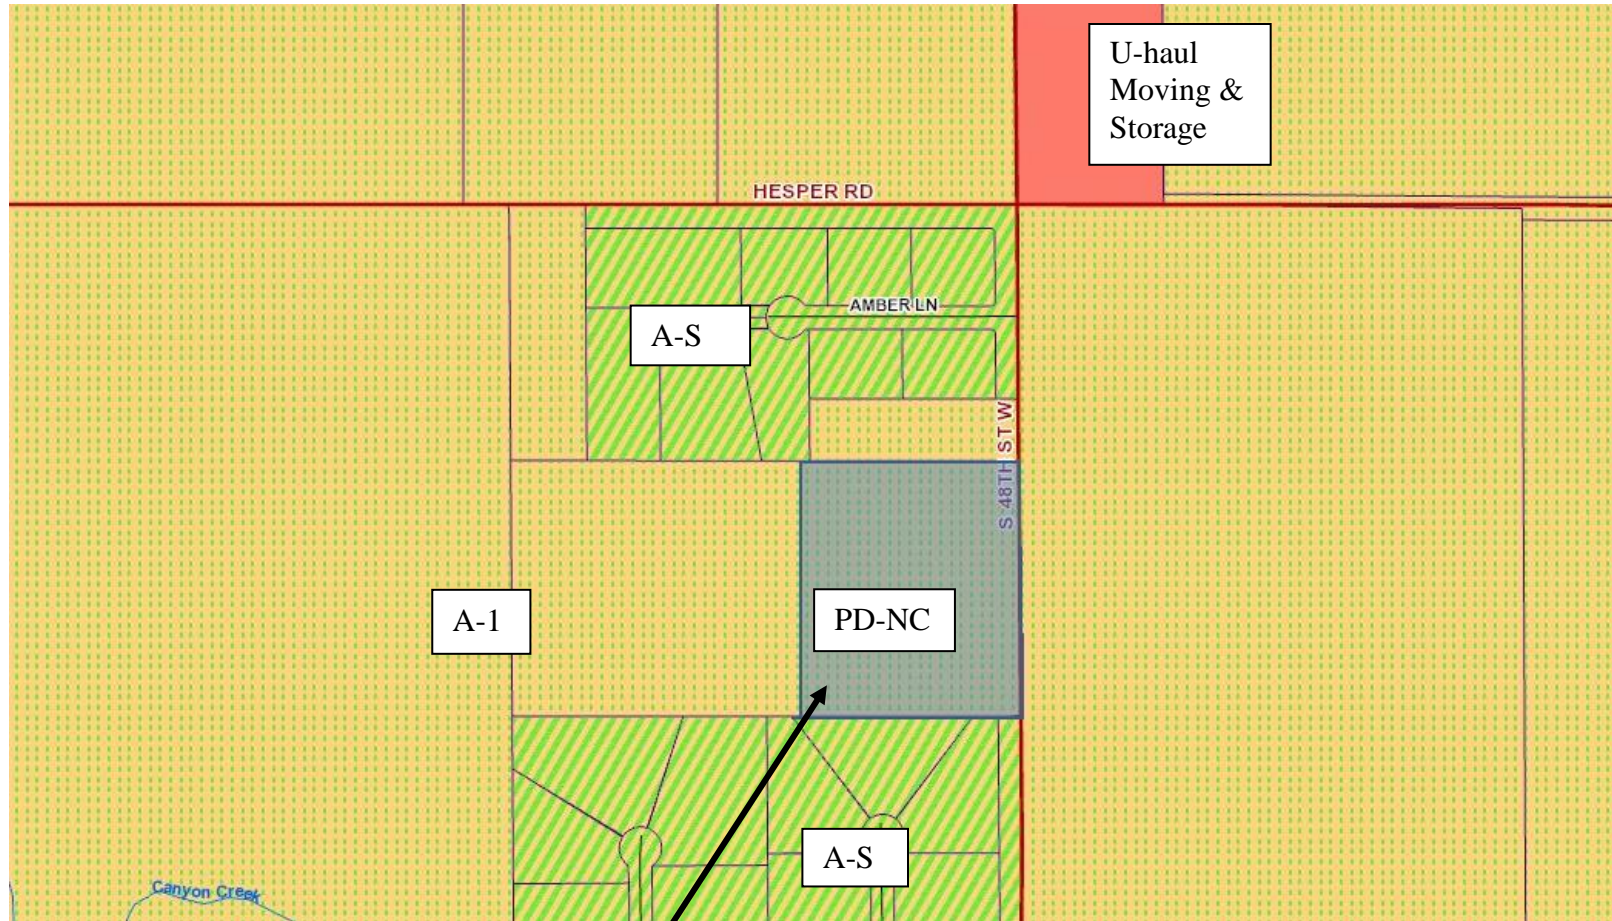 U-haul
Moving &
Storage
HESPER RD
AMBER LN
A-S
S 48TH ST W
A-1
PD-NC
A-S
Canyon Creek